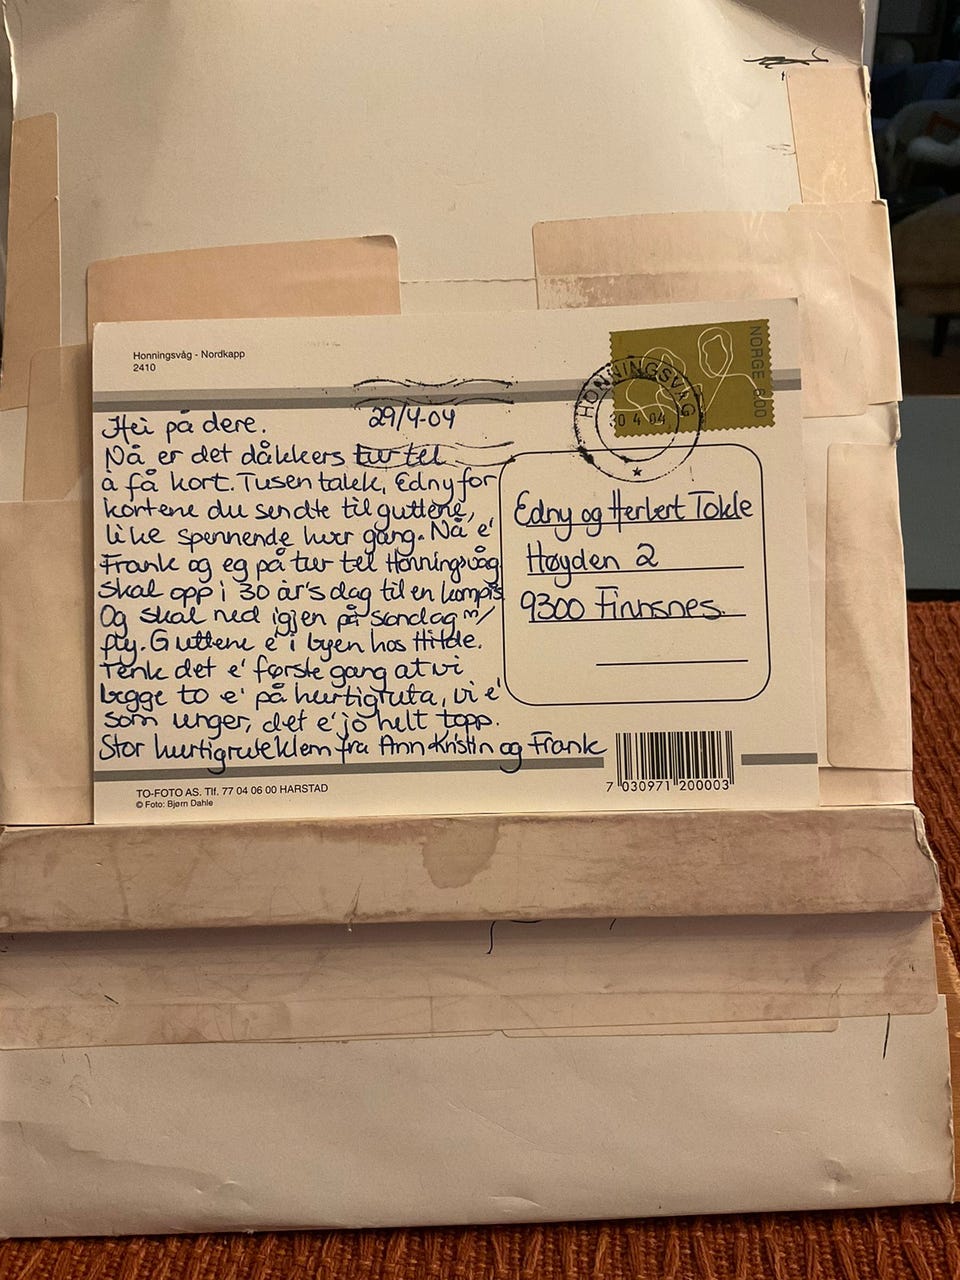 Honningsvåg - Nordkapp
2410
NORGE 600
HONNINGSVÅG
30 4 04
29/4-04
Hei på dere.
Nå er det dåkkers tur tel
å få kort. Tusen takk, Edny for
kortene du sendte til guttene,
like spennende hver gang. Nå e'
Frank og eg på tur tel Honningsvåg
skal opp i 30 år's dag til en kompis
Og skal ned igjen på søndag m/
fly. Guttene e' i byen hos Hilde.
Tenk det e' første gang at vi
begge to e' på hurtigruta, vi e'
som unger, det e' jo helt topp.
Stor hurtigruteklem fra Ann-Kristin og Frank
Edny og Herbert Tokle
Høyden 2
9300 Finnsnes.
7 030971 200003
TO-FOTO AS. Tlf. 77 04 06 00 HARSTAD
© Foto: Bjørn Dahle